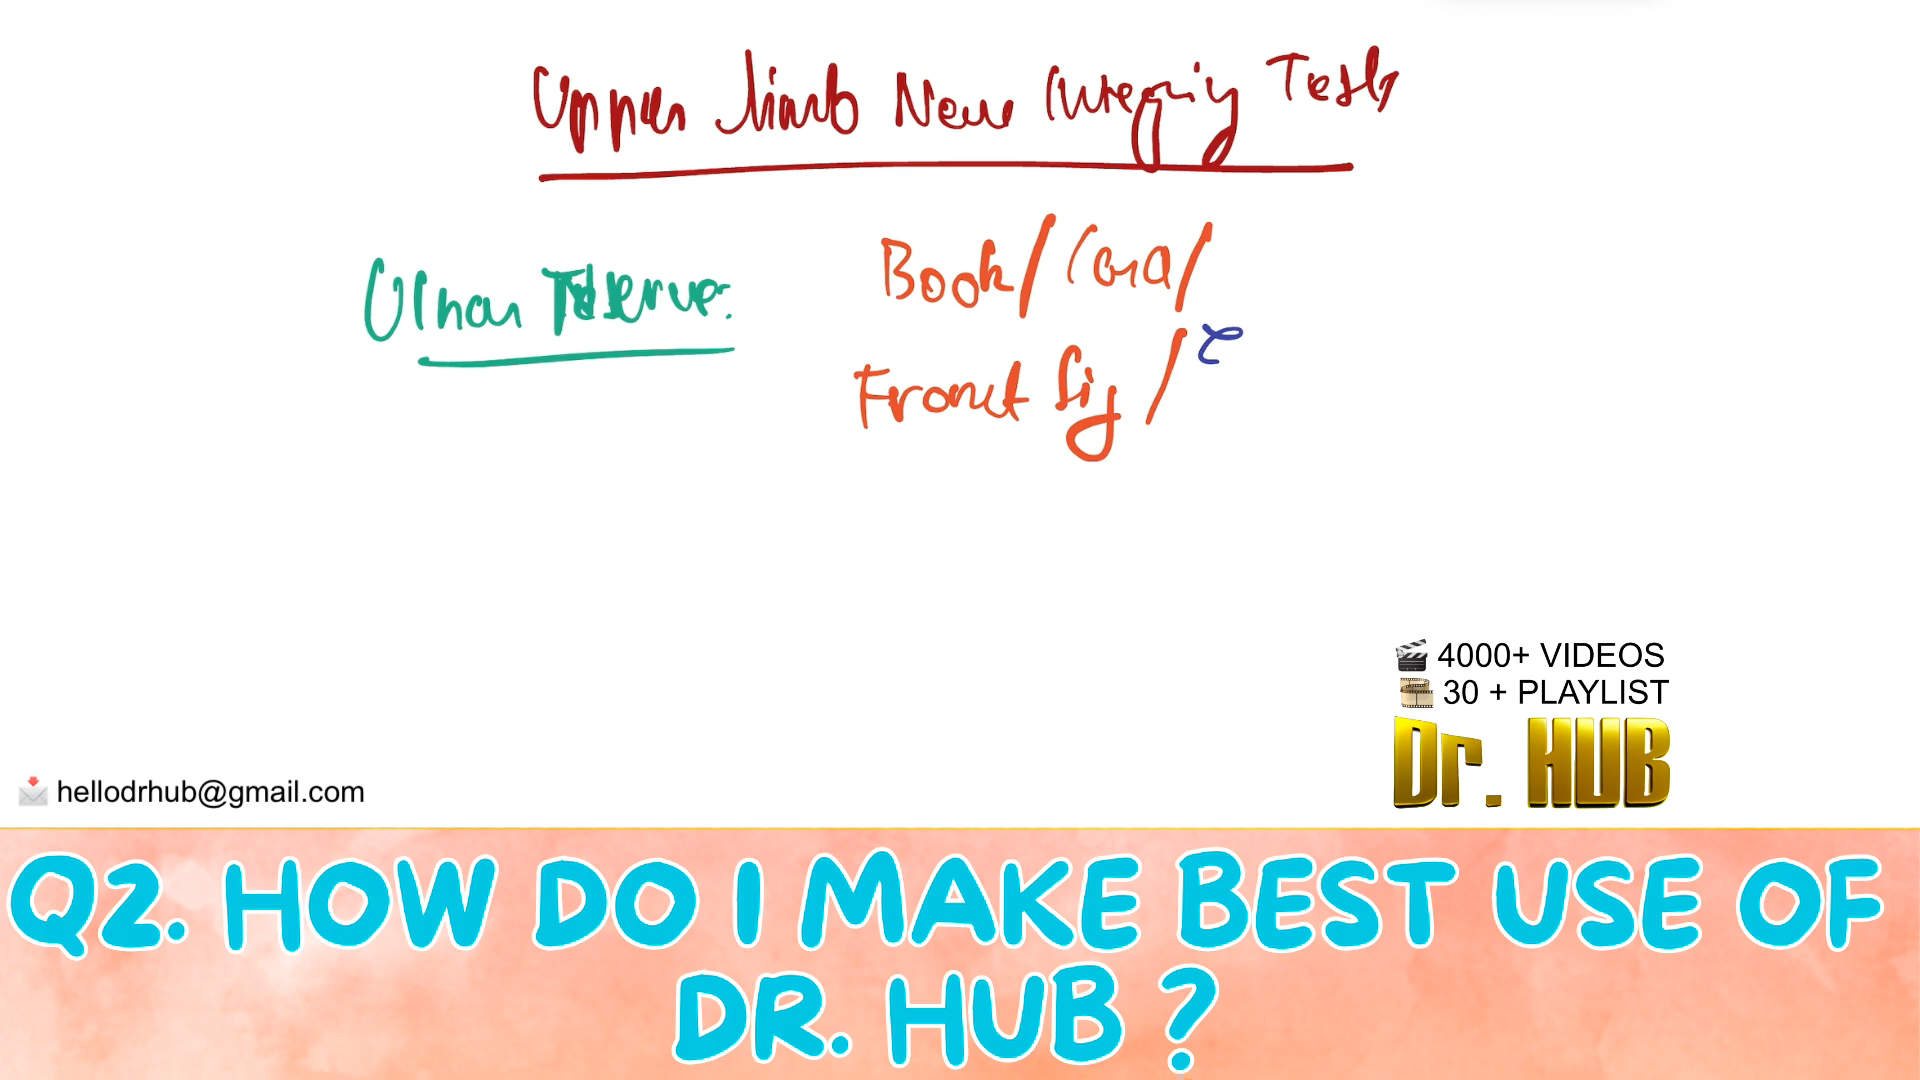 Upper limb Nerve Integrity Tests
Ulnar Nerve:
Book/ Card/
Froment Sig/
4000+ VIDEOS
30 + PLAYLIST
Dr. HUB
hellodrhub@gmail.com
Q2. HOW DO I MAKE BEST USE OF
DR. HUB ?